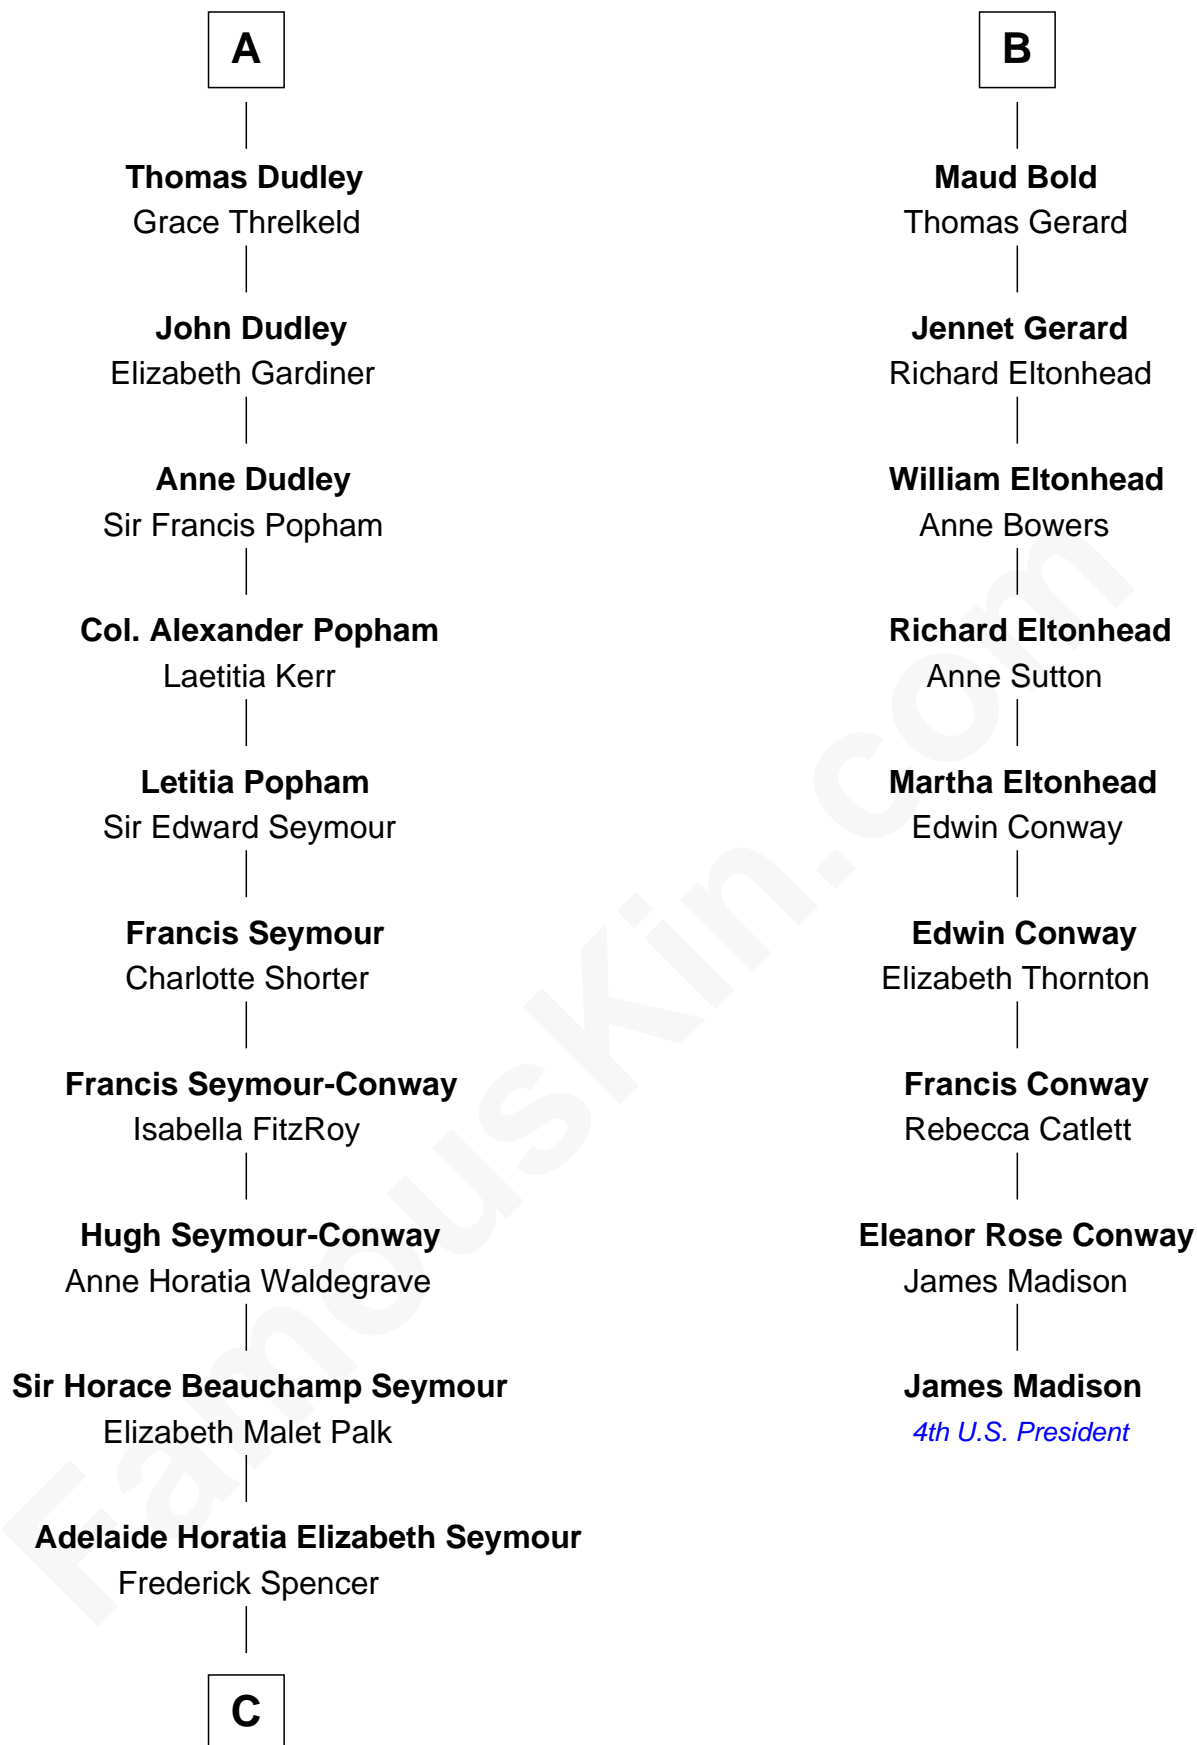 A
Thomas Dudley
Grace Threlkeld
John Dudley
Elizabeth Gardiner
Anne Dudley
Sir Francis Popham
Col. Alexander Popham
Laetitia Kerr
Letitia Popham
Sir Edward Seymour
Francis Seymour
Charlotte Shorter
Francis Seymour-Conway
Isabella FitzRoy
Hugh Seymour-Conway
Anne Horatia Waldegrave
Sir Horace Beauchamp Seymour
Elizabeth Malet Palk
Adelaide Horatia Elizabeth Seymour
Frederick Spencer
C
B
Maud Bold
Thomas Gerard
Jennet Gerard
Richard Eltonhead
William Eltonhead
Anne Bowers
Richard Eltonhead
Anne Sutton
Martha Eltonhead
Edwin Conway
Edwin Conway
Elizabeth Thornton
Francis Conway
Rebecca Catlett
Eleanor Rose Conway
James Madison
James Madison
4th U.S. President
FamousKin.com